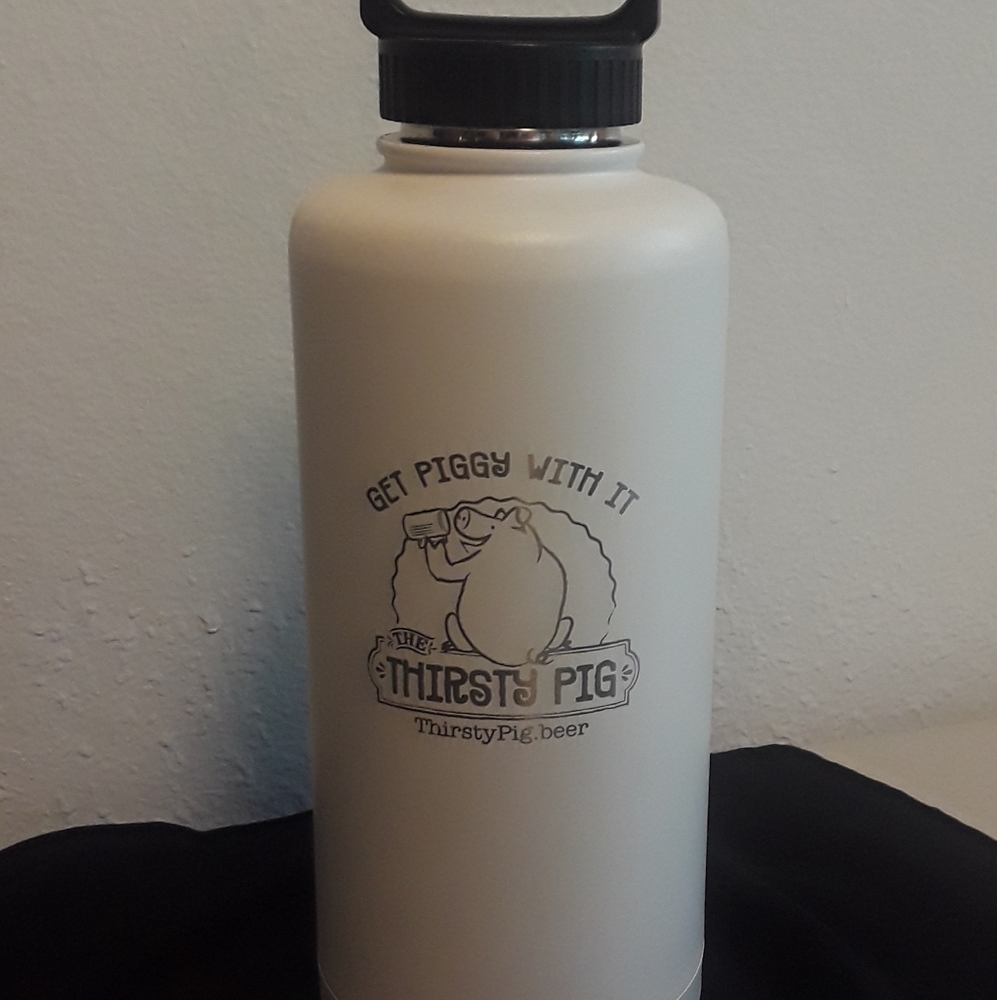 GET PIGGY WITH IT
THE
THIRSTY PIG
ThirstyPig.beer